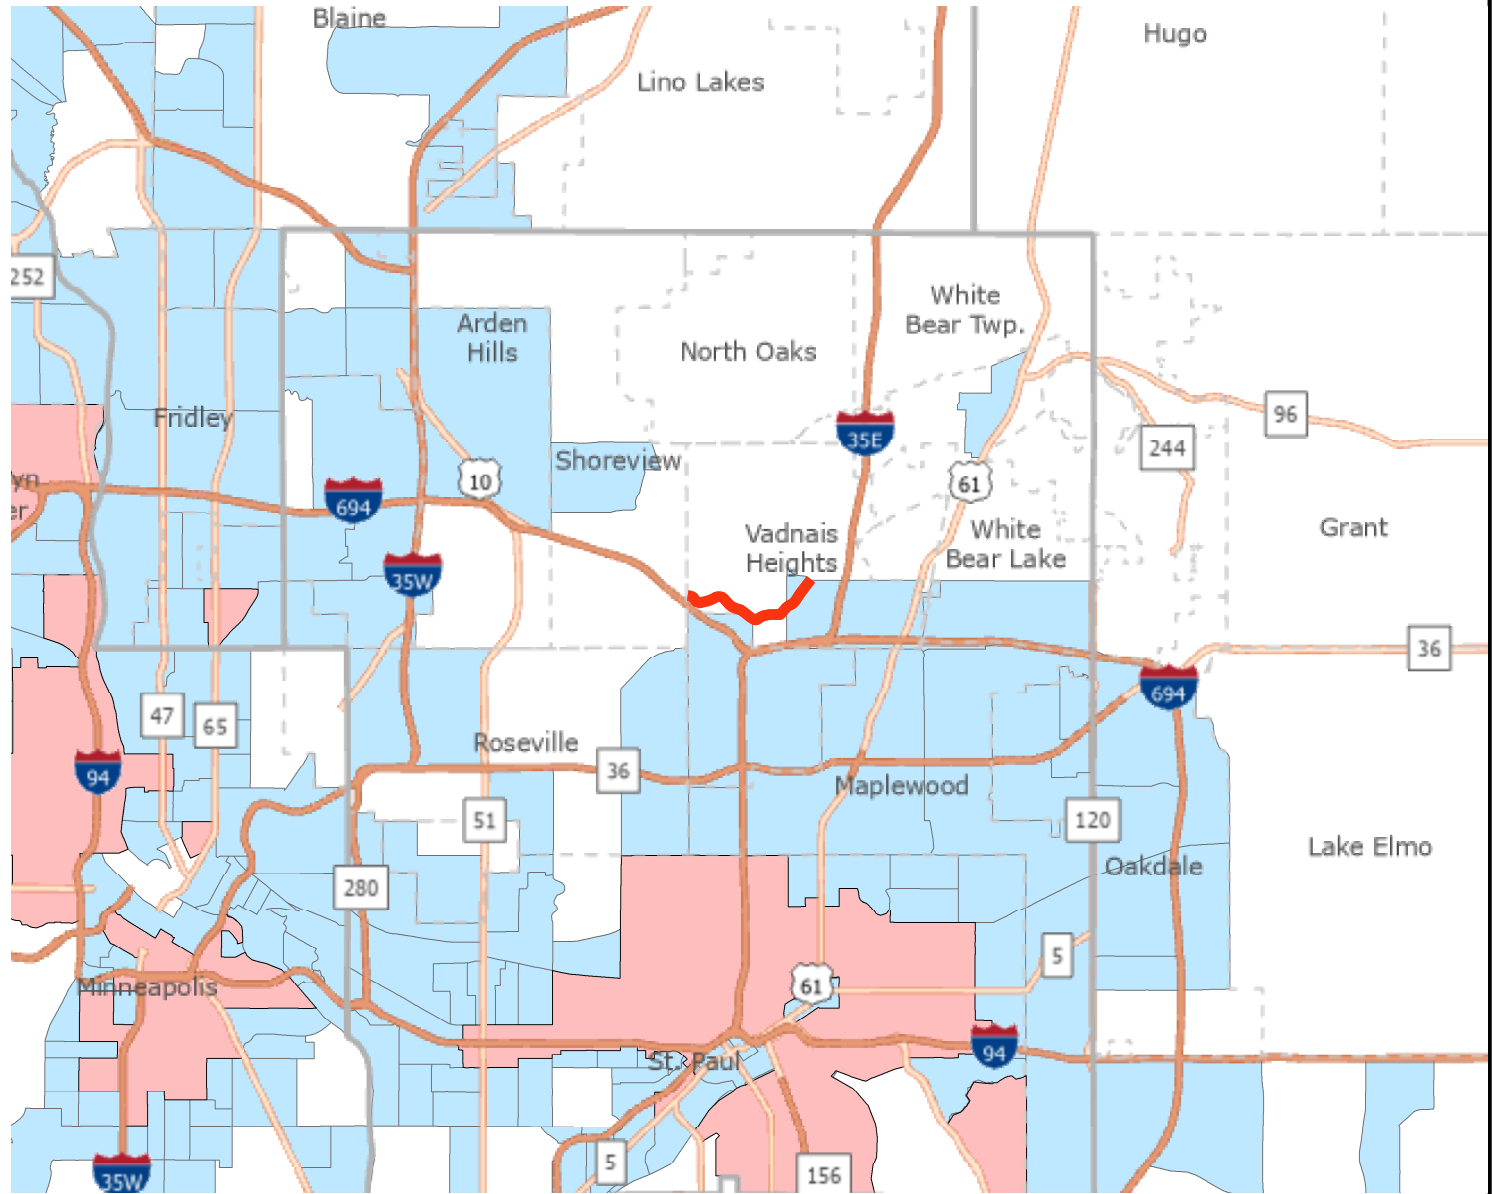 Blaine
Hugo
Lino Lakes
252
White
Bear Twp.
Arden
Hills
North Oaks
Fridley
96
35E
244
Shoreview
yn
er
10
61
694
Vadnais
Heights
White
Bear Lake
Grant
35W
36
694
47
65
Roseville
36
94
Maplewood
51
120
Lake Elmo
Oakdale
280
5
61
Minneapolis
94
St. Paul
5
156
35W